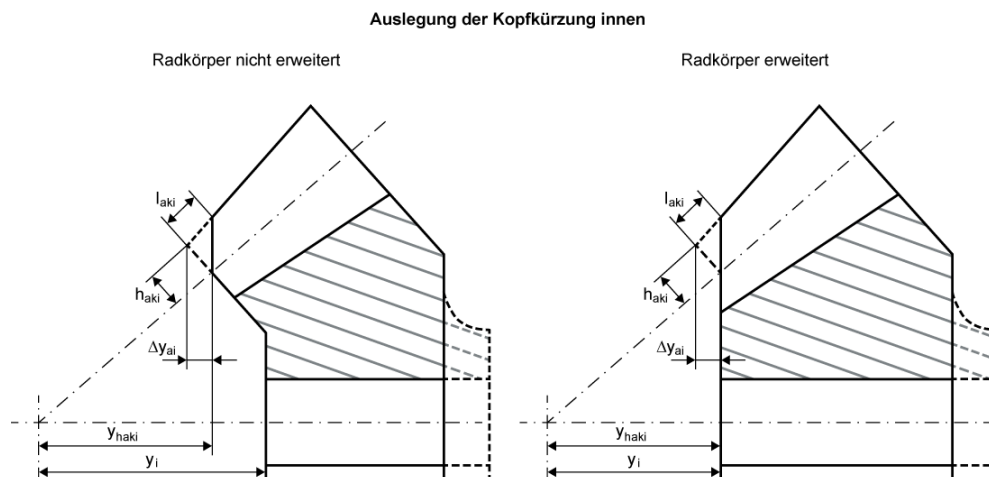 Auslegung der Kopfkürzung innen
Radkörper nicht erweitert
Radkörper erweitert
laki
haki
Δyai
yhaki
yi
laki
haki
Δyai
yhaki
yi